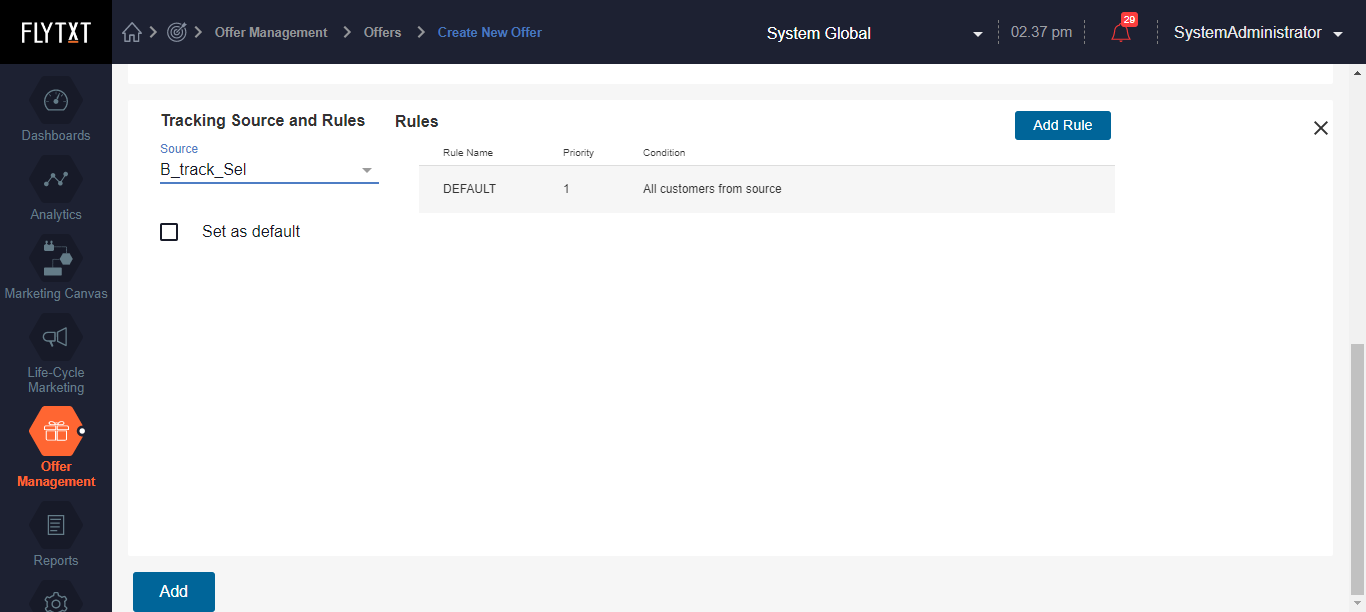 FLYTXT
Offer Management
Offers
Create New Offer
System Global
02.37 pm
29
SystemAdministrator
Dashboards
Analytics
Marketing Canvas
Life-Cycle
Marketing
Offer
Management
Reports
Tracking Source and Rules
Source
B_track_Sel
Set as default
Rules
Add Rule
Rule Name Priority Condition
DEFAULT 1 All customers from source
Add